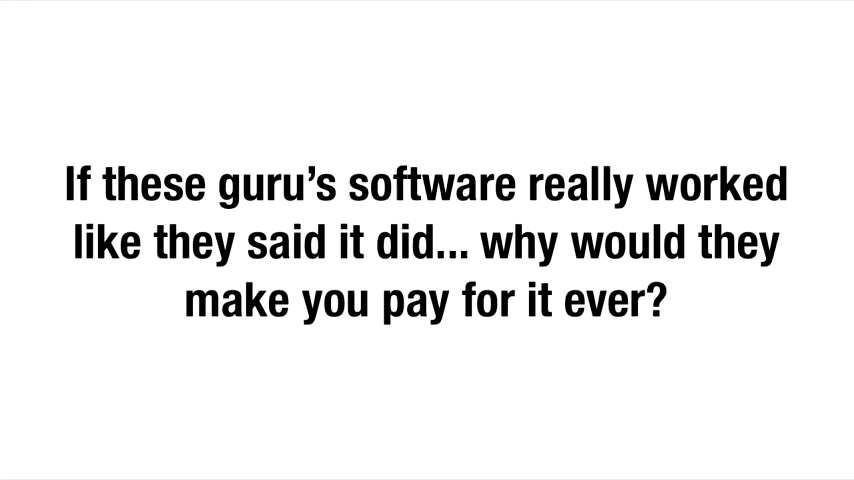 If these guru’s software really worked
like they said it did... why would they
make you pay for it ever?